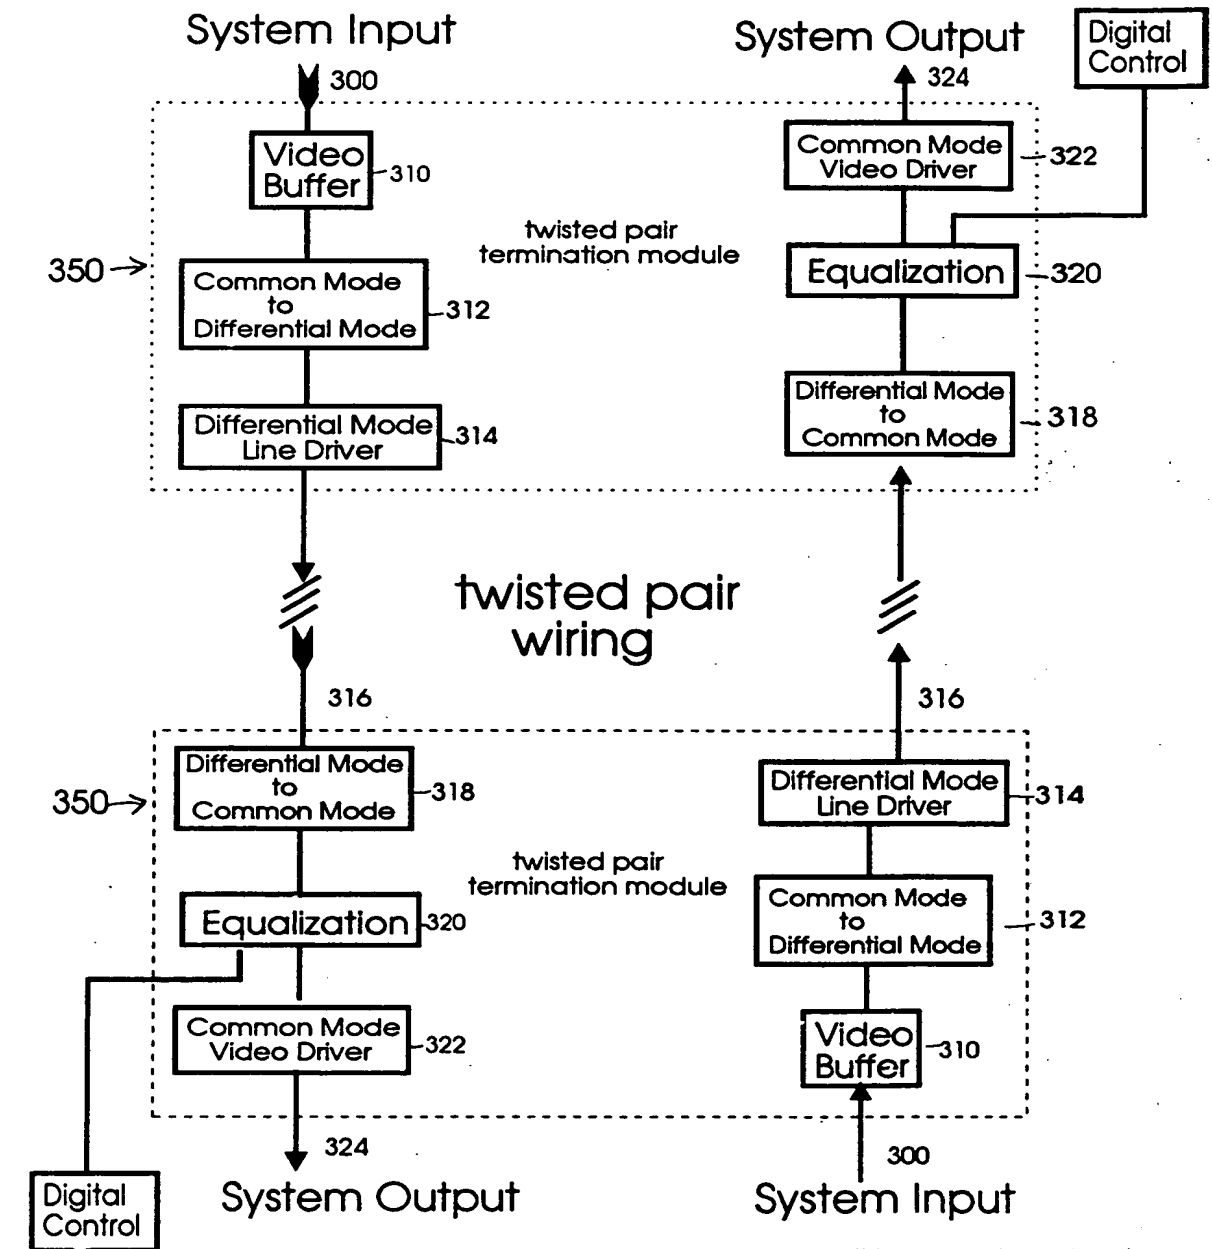 System Input
300
System Output
324
Digital
Control
Video
Buffer
310
Common Mode
Video Driver
322
twisted pair
termination module
350
Common Mode
to
Differential Mode
312
Equalization
320
Differential Mode
Line Driver
314
Differential Mode
to
Common Mode
318
twisted pair
wiring
316
316
350
Differential Mode
to
Common Mode
318
Differential Mode
Line Driver
314
twisted pair
termination module
Equalization
320
Common Mode
to
Differential Mode
312
Common Mode
Video Driver
322
Video
Buffer
310
324
System Output
300
System Input
Digital
Control